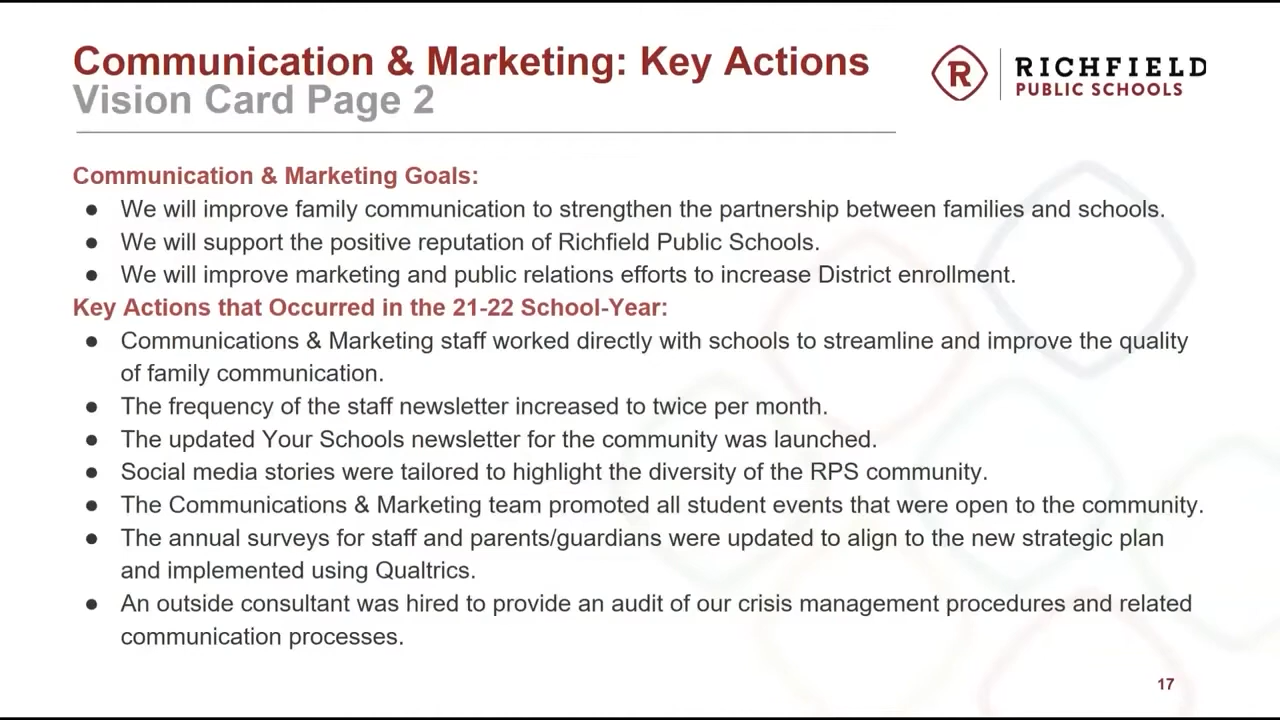 Communication & Marketing: Key Actions
Vision Card Page 2
R
RICHFIELD
PUBLIC SCHOOLS
Communication & Marketing Goals:
● We will improve family communication to strengthen the partnership between families and schools.
● We will support the positive reputation of Richfield Public Schools.
● We will improve marketing and public relations efforts to increase District enrollment.
Key Actions that Occurred in the 21-22 School-Year:
● Communications & Marketing staff worked directly with schools to streamline and improve the quality
of family communication.
● The frequency of the staff newsletter increased to twice per month.
● The updated Your Schools newsletter for the community was launched.
● Social media stories were tailored to highlight the diversity of the RPS community.
● The Communications & Marketing team promoted all student events that were open to the community.
● The annual surveys for staff and parents/guardians were updated to align to the new strategic plan
and implemented using Qualtrics.
● An outside consultant was hired to provide an audit of our crisis management procedures and related
communication processes.
17